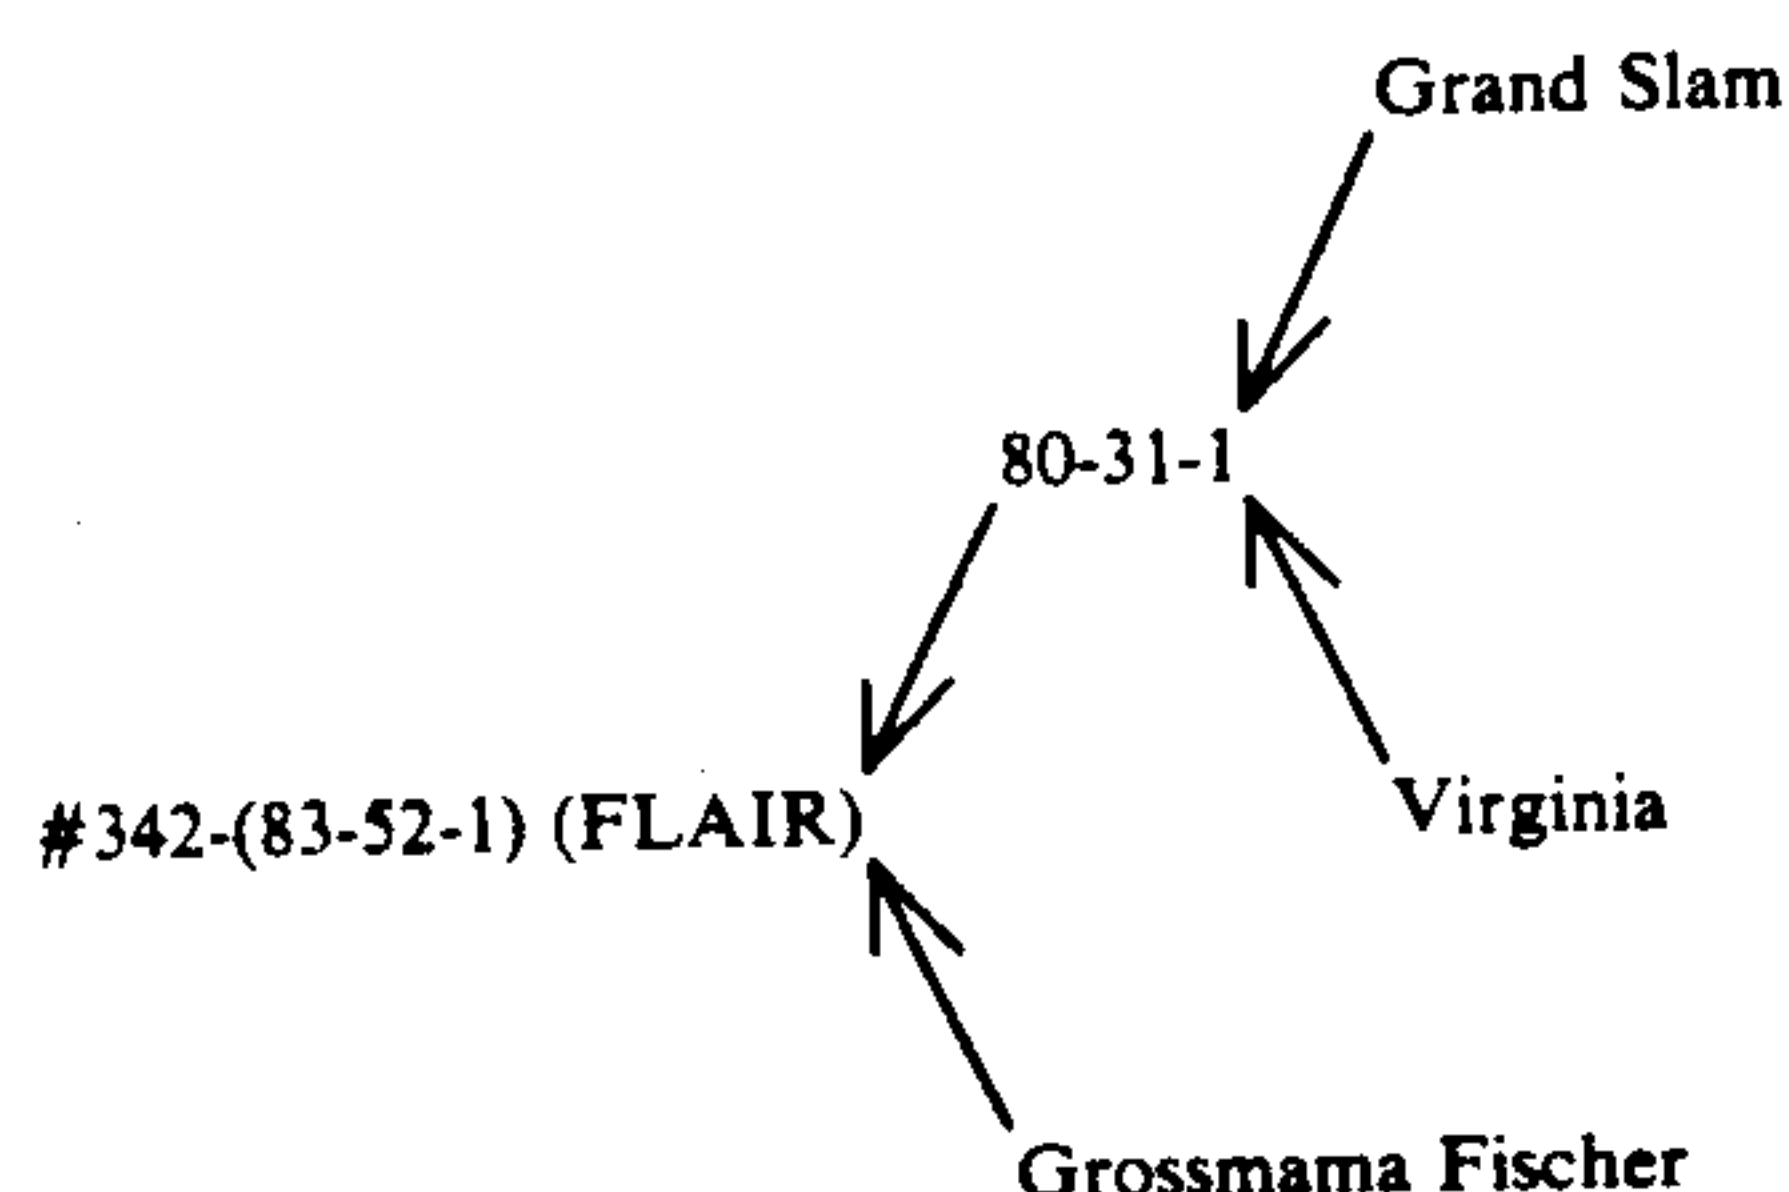 Grand Slam
80-31-1
Virginia
#342-(83-52-1) (FLAIR)
Grossmama Fischer